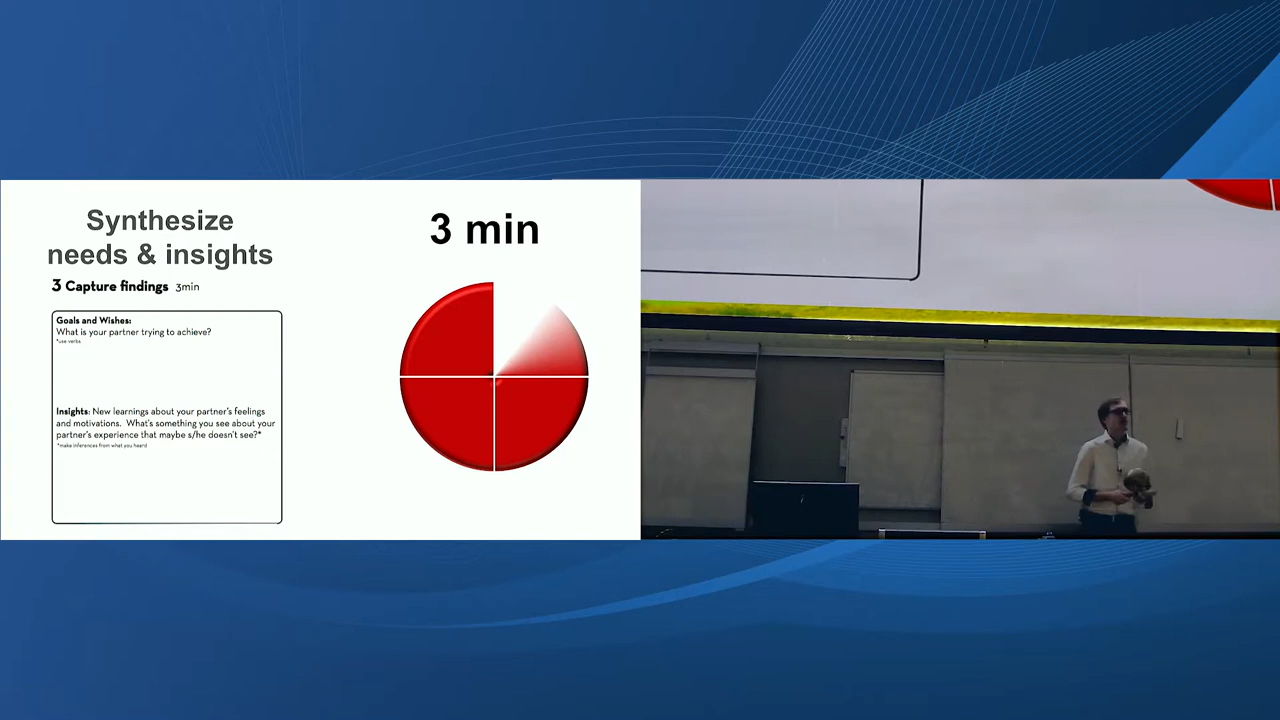 Synthesize
needs & insights
3 Capture findings 3min
Goals and Wishes:
What is your partner trying to achieve?
*use verbs
Insights: New learnings about your partner's feelings
and motivations. What's something you see about your
partner's experience that maybe s/he doesn't see?*
*make inferences from what you heard
3 min